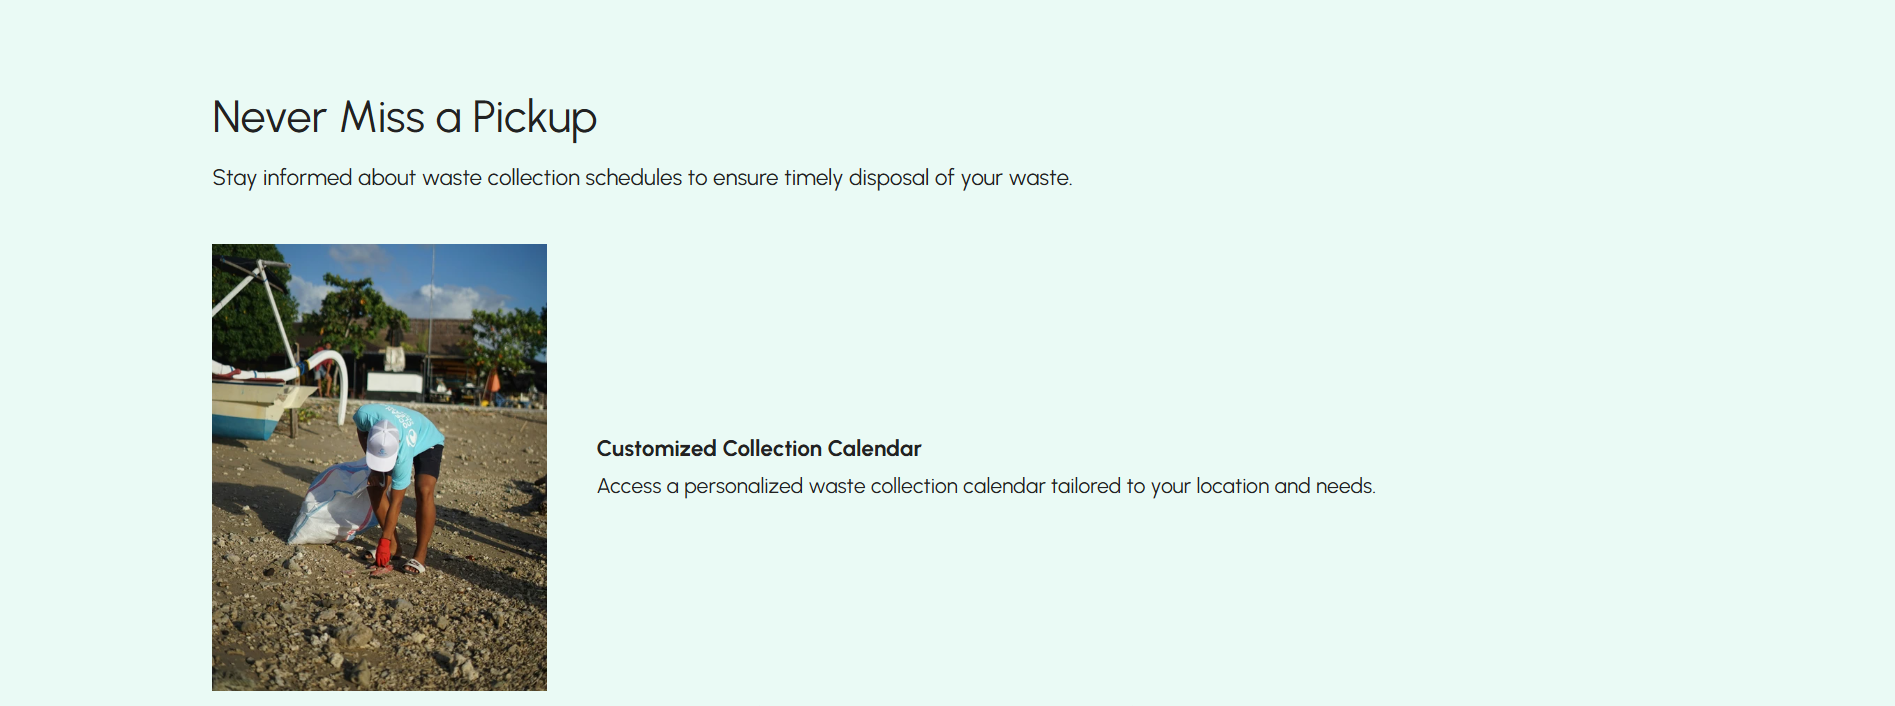 Never Miss a Pickup
Stay informed about waste collection schedules to ensure timely disposal of your waste.
Customized Collection Calendar
Access a personalized waste collection calendar tailored to your location and needs.